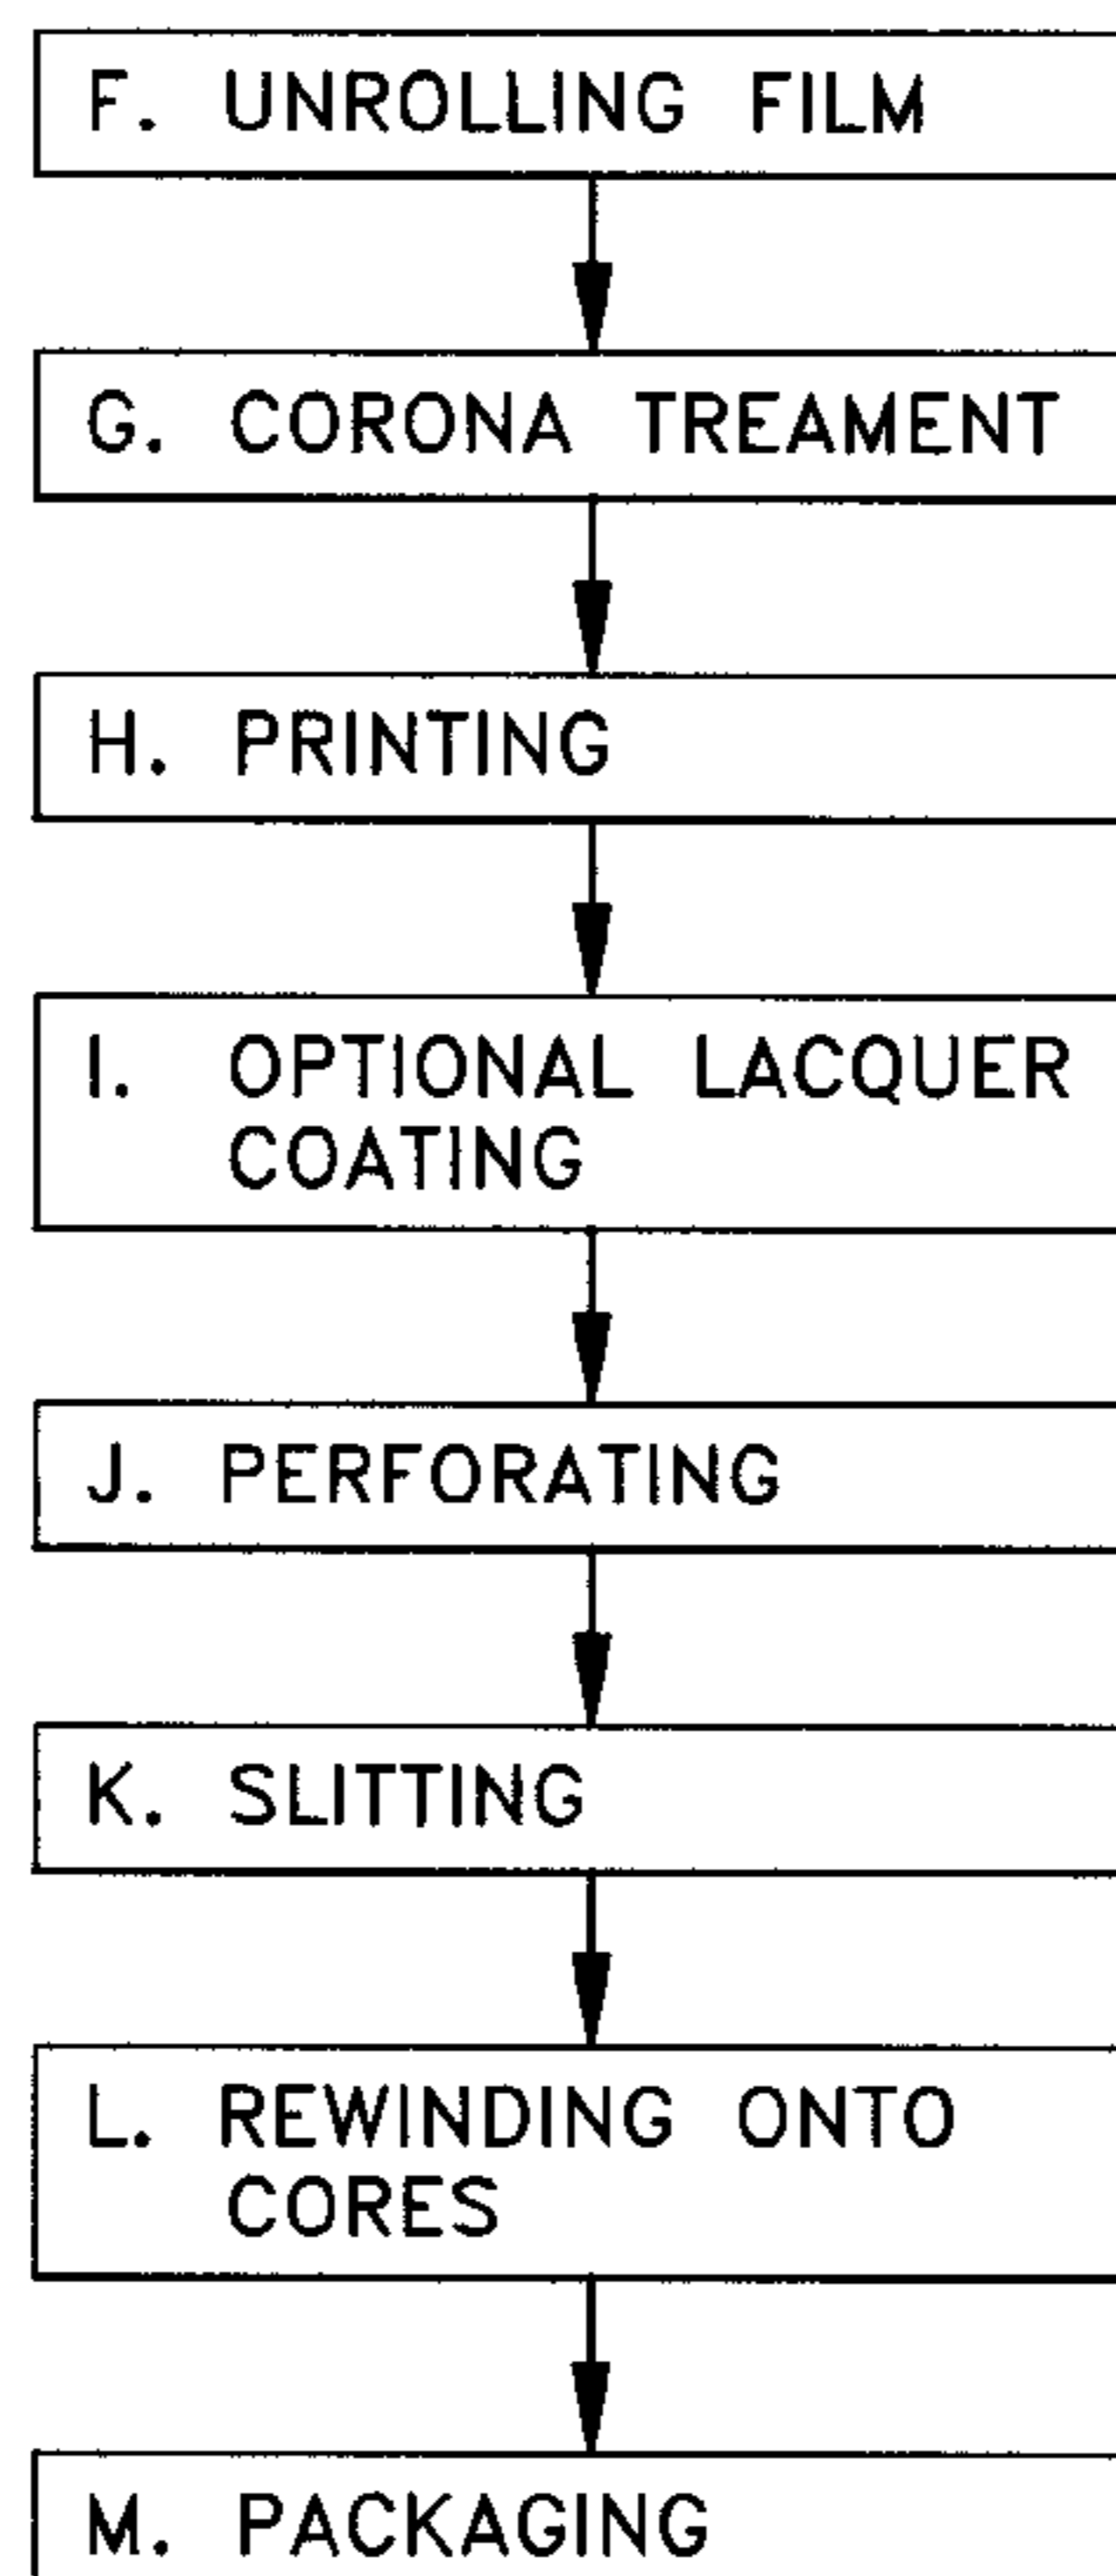 F. UNROLLING FILM
G. CORONA TREAMENT
H. PRINTING
I. OPTIONAL LACQUER
COATING
J. PERFORATING
K. SLITTING
L. REWINDING ONTO
CORES
M. PACKAGING